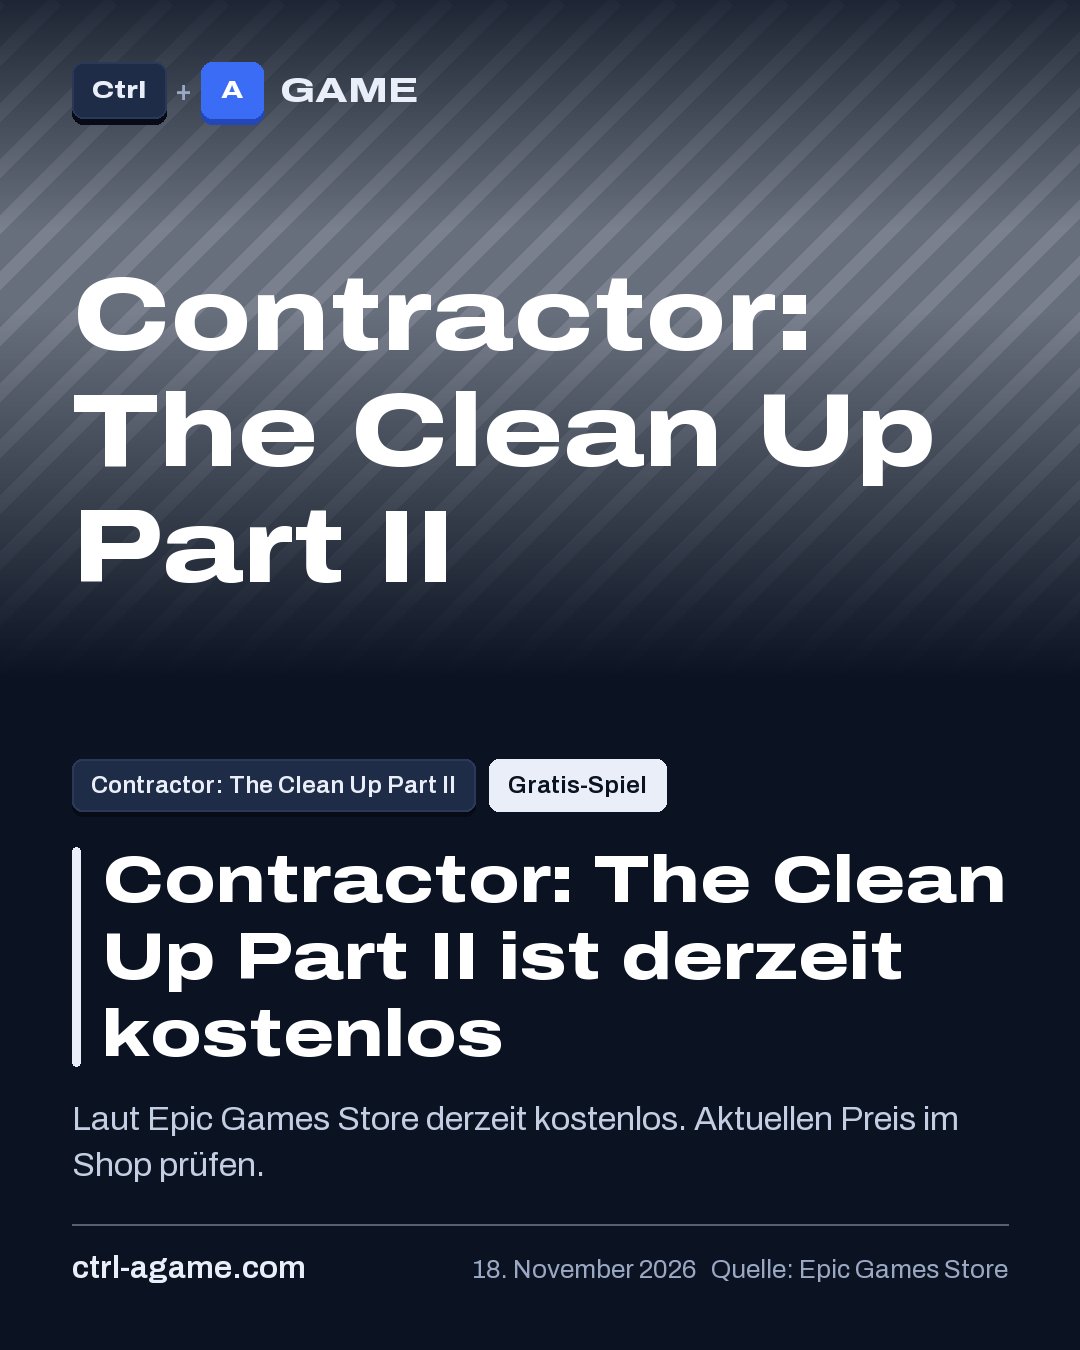 Ctrl + A GAME
Contractor:
The Clean Up
Part II
Contractor: The Clean Up Part II Gratis-Spiel
Contractor: The Clean
Up Part II ist derzeit
kostenlos
Laut Epic Games Store derzeit kostenlos. Aktuellen Preis im
Shop prüfen.
ctrl-agame.com 18. November 2026 Quelle: Epic Games Store